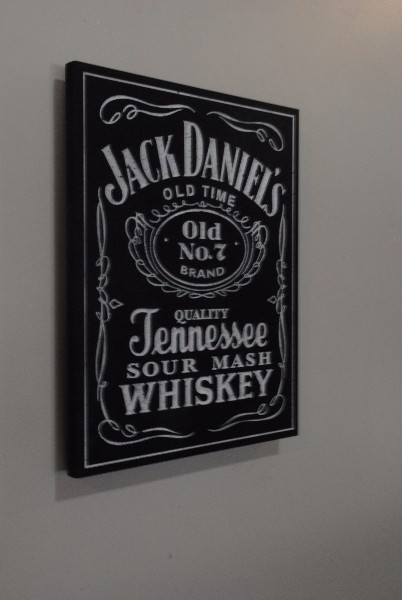 JACK DANIEL'S
OLD TIME
Old
No.7
BRAND
QUALITY
Tennessee
SOUR MASH
WHISKEY